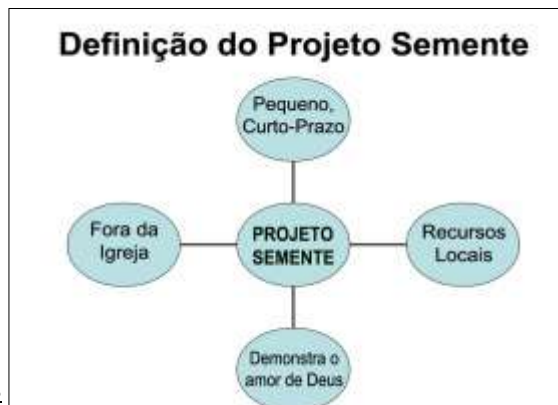 Definição do Projeto Semente
Pequeno,
Curto-Prazo
Fora da
Igreja
PROJETO
SEMENTE
Recursos
Locais
Demonstra o
amor de Deus